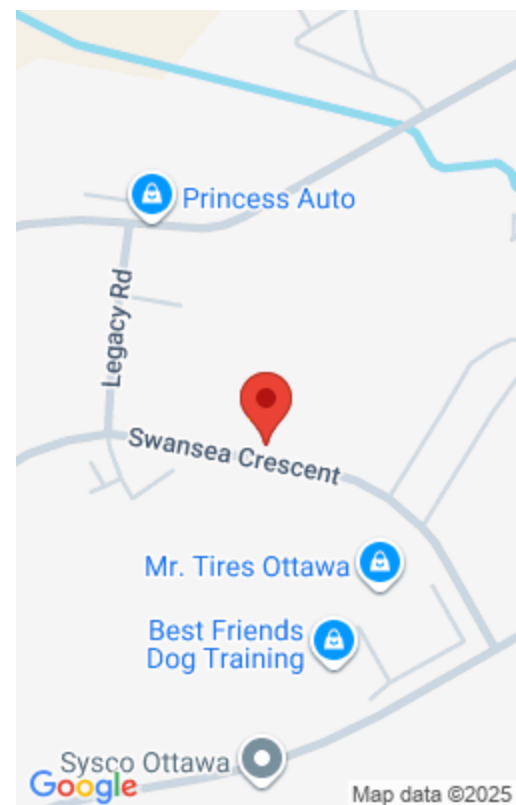 Princess Auto
Legacy Rd
Swansea Crescent
Mr. Tires Ottawa
Best Friends
Dog Training
Sysco Ottawa
Google
Map data ©2025